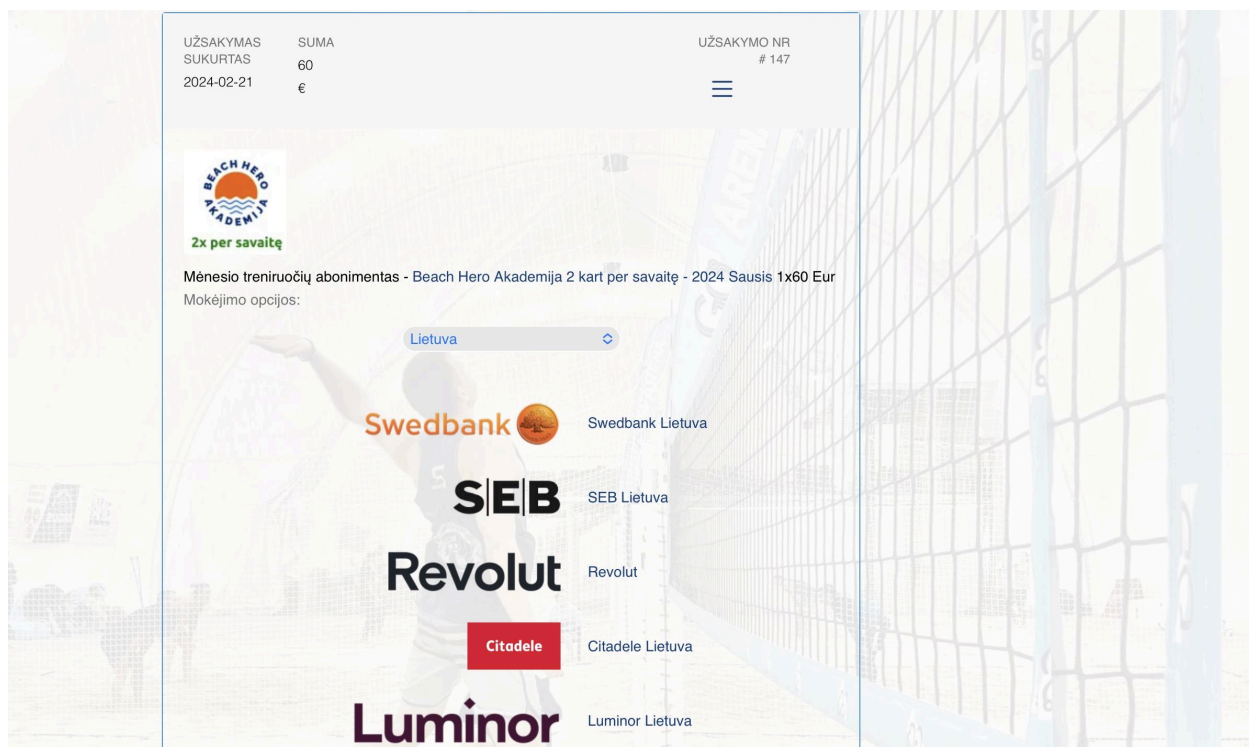 UŽSAKYMAS
SUKURTAS
2024-02-21
SUMA
60
€
UŽSAKYMO NR
# 147
BEACH HERO
AKADEMIJA
2x per savaitę
Mėnesio treniruočių abonimentas - Beach Hero Akademija 2 kart per savaitę - 2024 Sausis 1x60 Eur
Mokėjimo opcijos:
Lietuva
Swedbank Swedbank Lietuva
S|E|B SEB Lietuva
Revolut Revolut
Citadele Citadele Lietuva
Luminor Luminor Lietuva